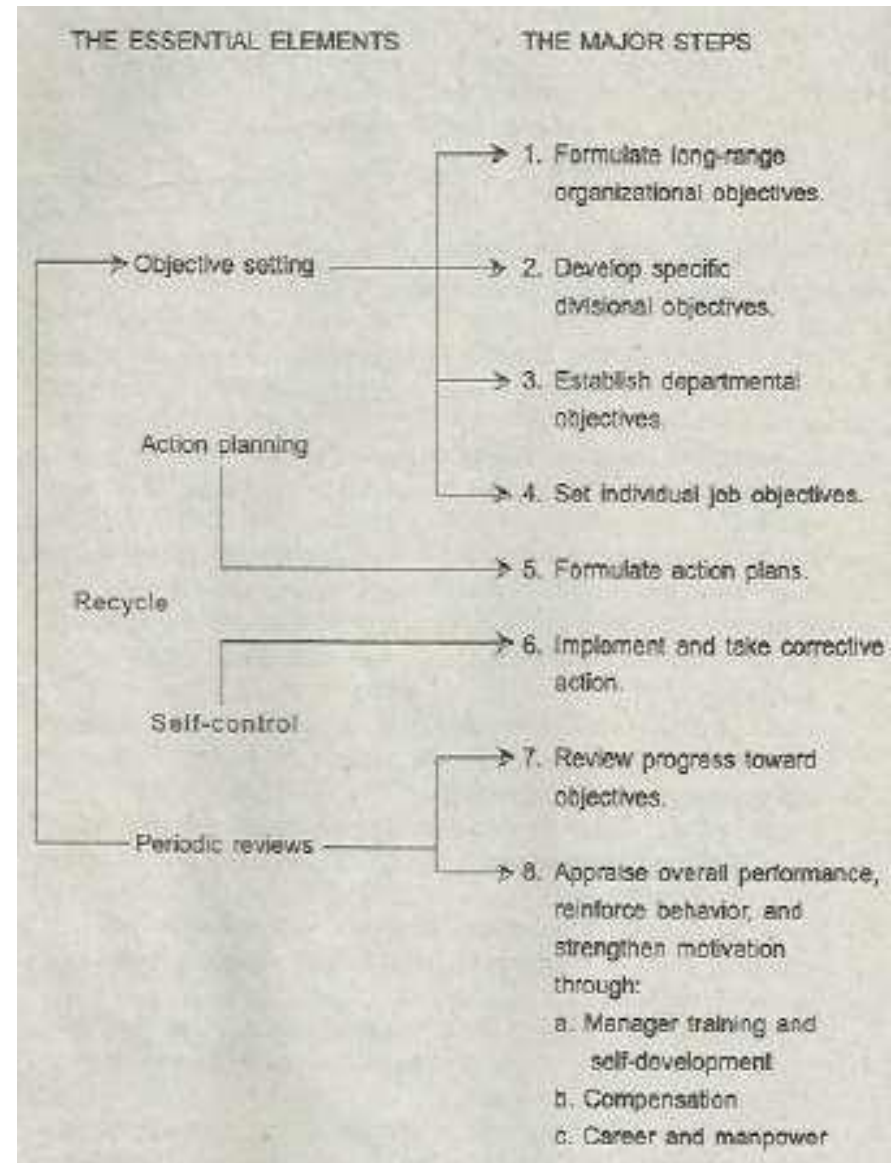 THE ESSENTIAL ELEMENTS
THE MAJOR STEPS
1. Formulate long-range
organizational objectives.
Objective setting
2. Develop specific
divisional objectives.
3. Establish departmental
objectives.
Action planning
4. Set individual job objectives.
5. Formulate action plans.
Recycle
6. Implement and take corrective
action.
Self-control
7. Review progress toward
objectives.
Periodic reviews
8. Appraise overall performance,
reinforce behavior, and
strengthen motivation
through:
a. Manager training and
self-development
b. Compensation
c. Career and manpower